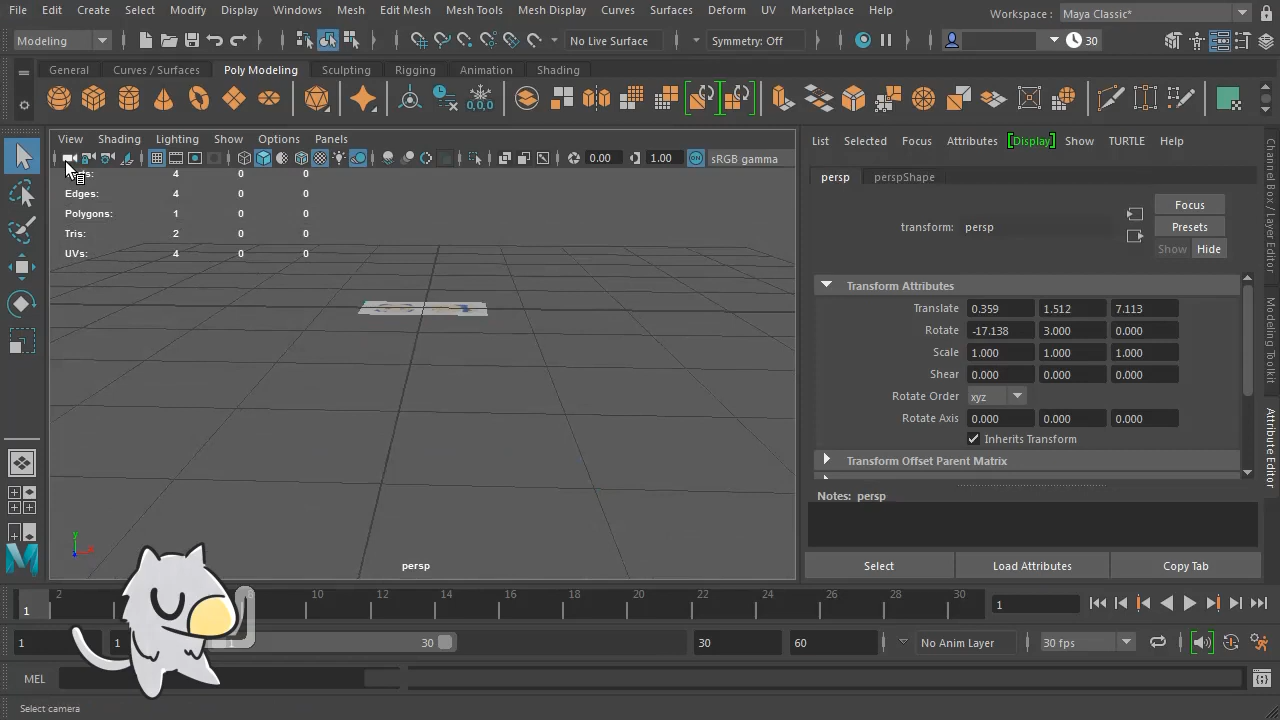 File Edit Create Select Modify Display Windows Mesh Edit Mesh Mesh Tools Mesh Display Curves Surfaces Deform UV Marketplace Help
Workspace: Maya Classic*
Modeling No Live Surface Symmetry: Off 30
General Curves / Surfaces Poly Modeling Sculpting Rigging Animation Shading
0,0,0
View Shading Lighting Show Options Panels
0.00 1.00 sRGB gamma
4 0 0
Edges: 4 0 0
Polygons: 1 0 0
Tris: 2 0 0
UVs: 4 0 0
y
persp
List Selected Focus Attributes [Display] Show TURTLE Help
persp perspShape
transform: persp
Focus
Presets
Show Hide
Transform Attributes
Translate 0.359 1.512 7.113
Rotate -17.138 3.000 0.000
Scale 1.000 1.000 1.000
Shear 0.000 0.000 0.000
Rotate Order xyz
Rotate Axis 0.000 0.000 0.000
Inherits Transform
Transform Offset Parent Matrix
Notes: persp
Select Load Attributes Copy Tab
Channel Box / Layer Editor
Modeling Toolkit
Attribute Editor
1 2 8 10 12 14 16 18 20 22 24 26 28 30 1
1 1 1 30 30 60 No Anim Layer 30 fps
MEL
Select camera